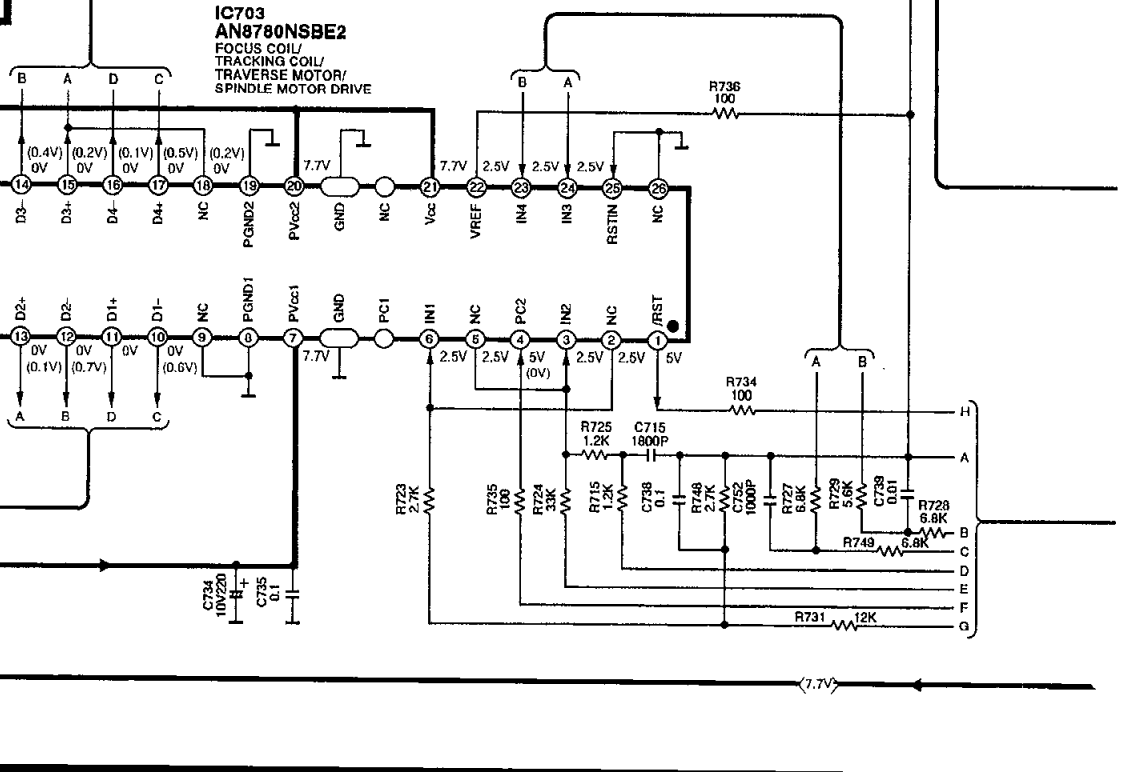 IC703
AN8780NSBE2
FOCUS COIL/
TRACKING COIL/
TRAVERSE MOTOR/
SPINDLE MOTOR DRIVE
B A D C
B A
R736
100
(0.4V) (0.2V) (0.1V) (0.5V) (0.2V)
0V 0V 0V 0V 0V
7.7V 7.7V 2.5V 2.5V 2.5V
14 15 16 17 18 19 20 21 22 23 24 25 26
D3– D3+ D4– D4+ NC PGND2 PVcc2 GND NC Vcc VREF IN4 IN3 RSTIN NC
D2+ D2– D1+ D1– NC PGND1 PVcc1 GND PC1 IN1 NC PC2 IN2 NC /RST
13 12 11 10 9 8 7 6 5 4 3 2 1
0V 0V 0V 0V 7.7V 2.5V 2.5V 5V 2.5V 2.5V 5V
(0.1V) (0.7V) (0.6V) (0V)
A B D C
A B
R734
100
H
R725
1.2K
C715
1800P
A
R723
2.7K
R735
100
R724
33K
R715
1.2K
C738
0.1
R748
2.7K
C752
1000P
R727
6.8K
R729
5.6K
C739
0.01
R728
6.8K
B
R749 6.8K
C
D
E
F
R731 12K
G
C734
10V220
+
C735
0.1
7.7V